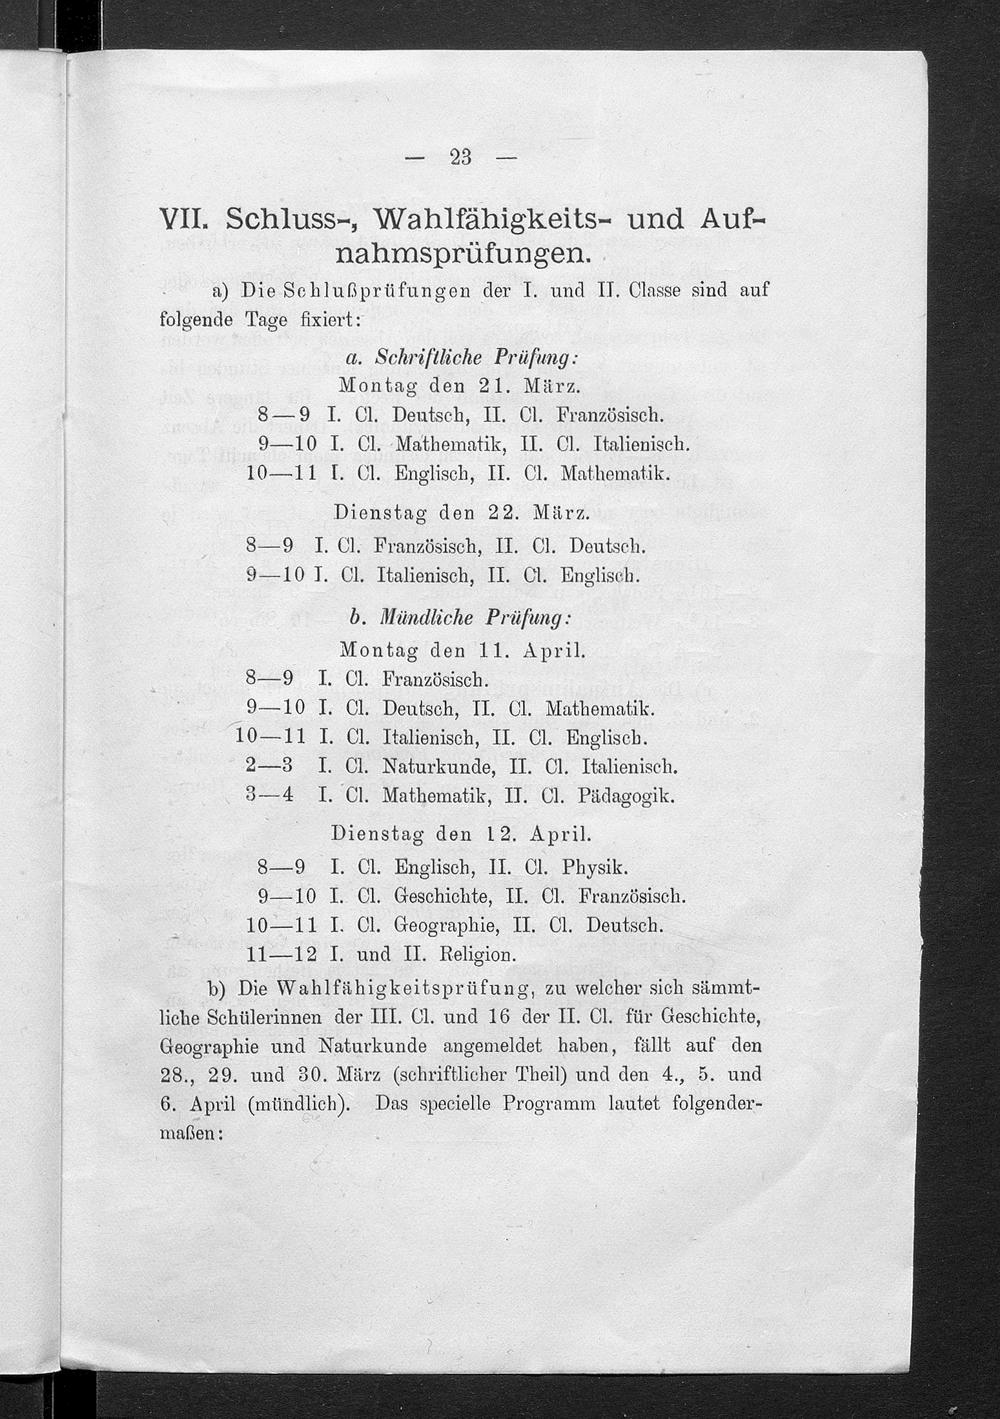 — 23 —
VII. Schluss-, Wahlfähigkeits- und Auf-
nahmsprüfungen.
a) Die Schlußprüfungen der I. und II. Classe sind auf
folgende Tage fixiert:
a. Schriftliche Prüfung:
Montag den 21. März.
8—9 I. Cl. Deutsch, II. Cl. Französisch.
9—10 I. Cl. Mathematik, II. Cl. Italienisch.
10—11 I. Cl. Englisch, II. Cl. Mathematik.
Dienstag den 22. März.
8—9 I. Cl. Französisch, II. Cl. Deutsch.
9—10 I. Cl. Italienisch, II. Cl. Englisch.
b. Mündliche Prüfung:
Montag den 11. April.
8—9 I. Cl. Französisch.
9—10 I. Cl. Deutsch, II. Cl. Mathematik.
10—11 I. Cl. Italienisch, II. Cl. Englisch.
2—3 I. Cl. Naturkunde, II. Cl. Italienisch.
3—4 I. Cl. Mathematik, II. Cl. Pädagogik.
Dienstag den 12. April.
8—9 I. Cl. Englisch, II. Cl. Physik.
9—10 I. Cl. Geschichte, II. Cl. Französisch.
10—11 I. Cl. Geographie, II. Cl. Deutsch.
11—12 I. und II. Religion.
b) Die Wahlfähigkeitsprüfung, zu welcher sich sämmt-
liche Schülerinnen der III. Cl. und 16 der II. Cl. für Geschichte,
Geographie und Naturkunde angemeldet haben, fällt auf den
28., 29. und 30. März (schriftlicher Theil) und den 4., 5. und
6. April (mündlich). Das specielle Programm lautet folgender-
maßen: